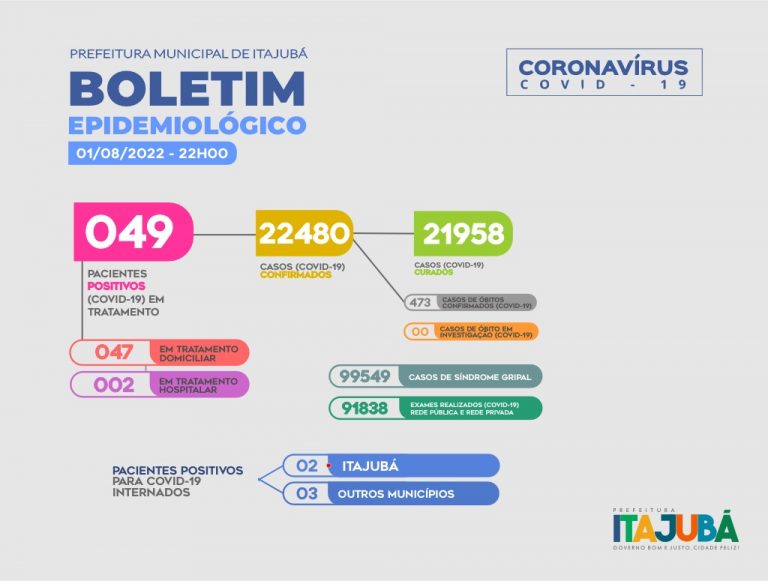 PREFEITURA MUNICIPAL DE ITAJUBÁ
BOLETIM
EPIDEMIOLÓGICO
01/08/2022 - 22H00
CORONAVÍRUS
COVID - 19
049
PACIENTES
POSITIVOS
(COVID-19) EM
TRATAMENTO
22480
CASOS (COVID-19)
CONFIRMADOS
21958
CASOS (COVID-19)
CURADOS
473
CASOS DE ÓBITOS
CONFIRMADOS (COVID-19)
00
CASOS DE ÓBITO EM
INVESTIGAÇÃO (COVID-19)
047
EM TRATAMENTO
DOMICILIAR
002
EM TRATAMENTO
HOSPITALAR
99549
CASOS DE SÍNDROME GRIPAL
91838
EXAMES REALIZADOS (COVID-19)
REDE PÚBLICA E REDE PRIVADA
PACIENTES POSITIVOS
PARA COVID-19
INTERNADOS
02
ITAJUBÁ
03
OUTROS MUNICÍPIOS
PREFEITURA
ITAJUBÁ
GOVERNO BOM E JUSTO, CIDADE FELIZ!